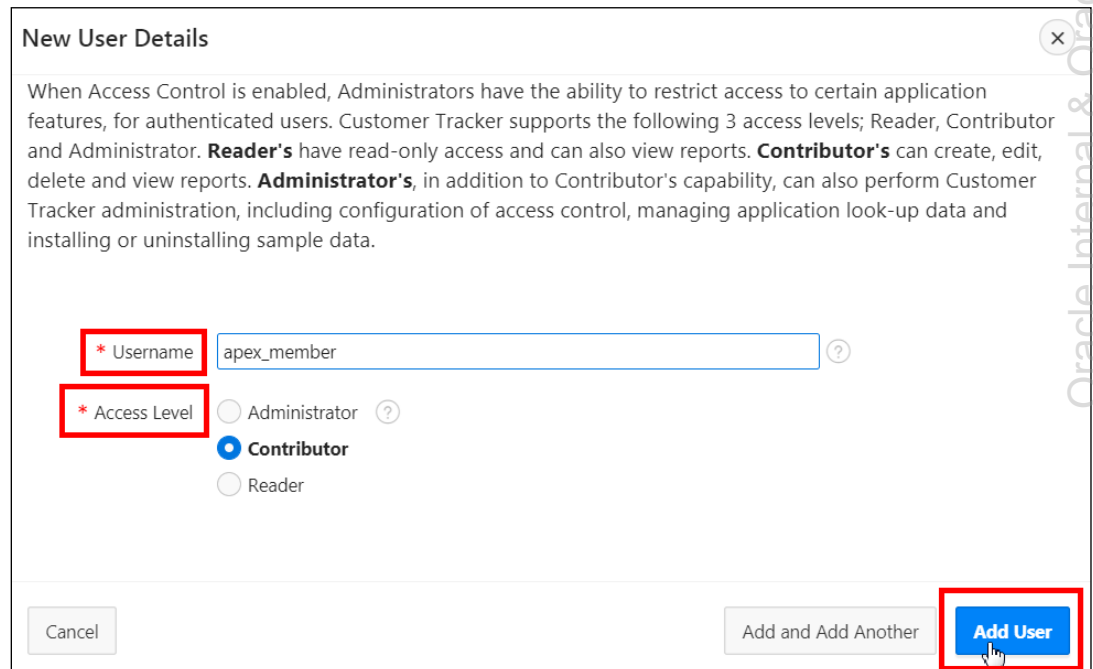 New User Details
When Access Control is enabled, Administrators have the ability to restrict access to certain application
features, for authenticated users. Customer Tracker supports the following 3 access levels; Reader, Contributor
and Administrator. Reader's have read-only access and can also view reports. Contributor's can create, edit,
delete and view reports. Administrator's, in addition to Contributor's capability, can also perform Customer
Tracker administration, including configuration of access control, managing application look-up data and
installing or uninstalling sample data.
* Username apex_member ?
* Access Level Administrator ?
Contributor
Reader
Cancel Add and Add Another Add User
Oracle Internal & Ora